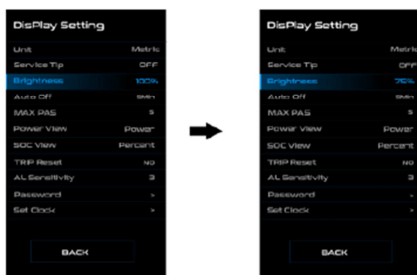 DisPlay Setting
Unit Metric
Service Tip OFF
Brightness 100%
Auto Off 9Min
MAX PAS 5
Power View Power
SOC View Percent
TRIP Reset NO
AL Sensitivity 3
Password >
Set Clock >
BACK
DisPlay Setting
Unit Metric
Service Tip OFF
Brightness 75%
Auto Off 9Min
MAX PAS 5
Power View Power
SOC View Percent
TRIP Reset NO
AL Sensitivity 3
Password >
Set Clock >
BACK